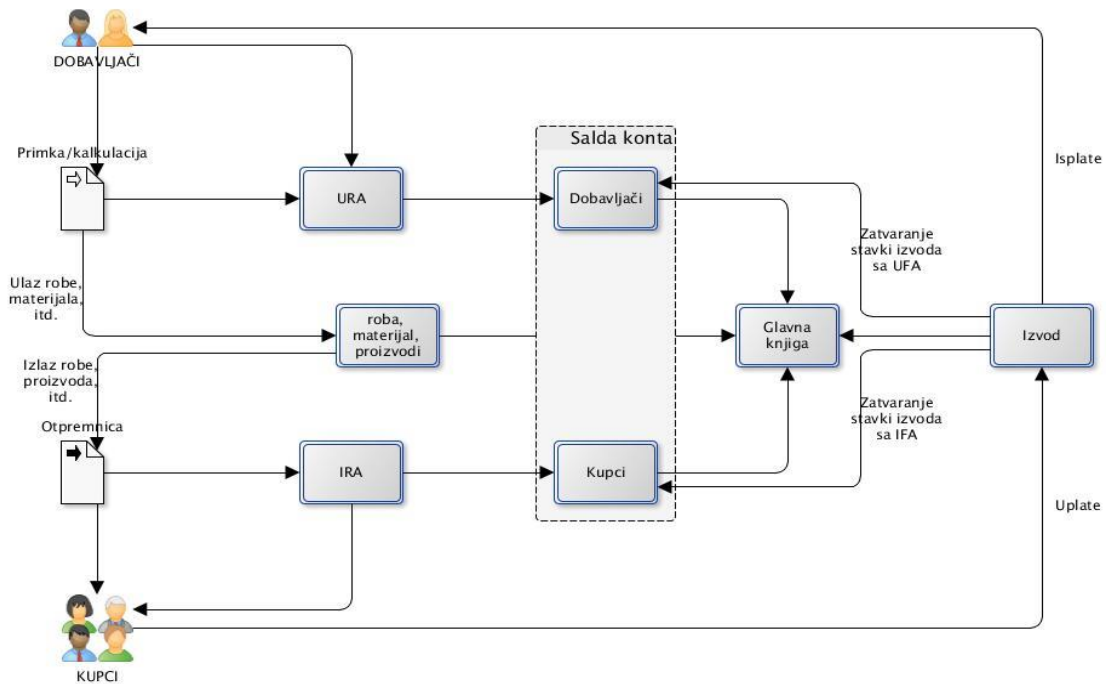 DOBAVLJAČI
Salda konta
Primka/kalkulacija
Isplate
URA
Dobavljači
Zatvaranje
stavki izvoda
sa UFA
Ulaz robe,
materijala,
itd.
roba,
materijal,
proizvodi
Glavna
knjiga
Izvod
Izlaz robe,
proizvoda,
itd.
Zatvaranje
stavki izvoda
sa IFA
Otpremnica
IRA
Kupci
Uplate
KUPCI